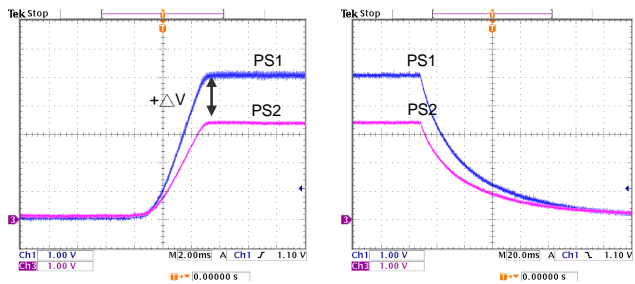 Tek Stop
T
T
PS1
+△V
PS2
3
Ch1 1.00 V M 2.00ms A Ch1 1.10 V
Ch3 1.00 V
T 0.00000 s
Tek Stop
T
T
PS1
PS2
3
Ch1 1.00 V M 20.0ms A Ch1 1.10 V
Ch3 1.00 V
T 0.00000 s